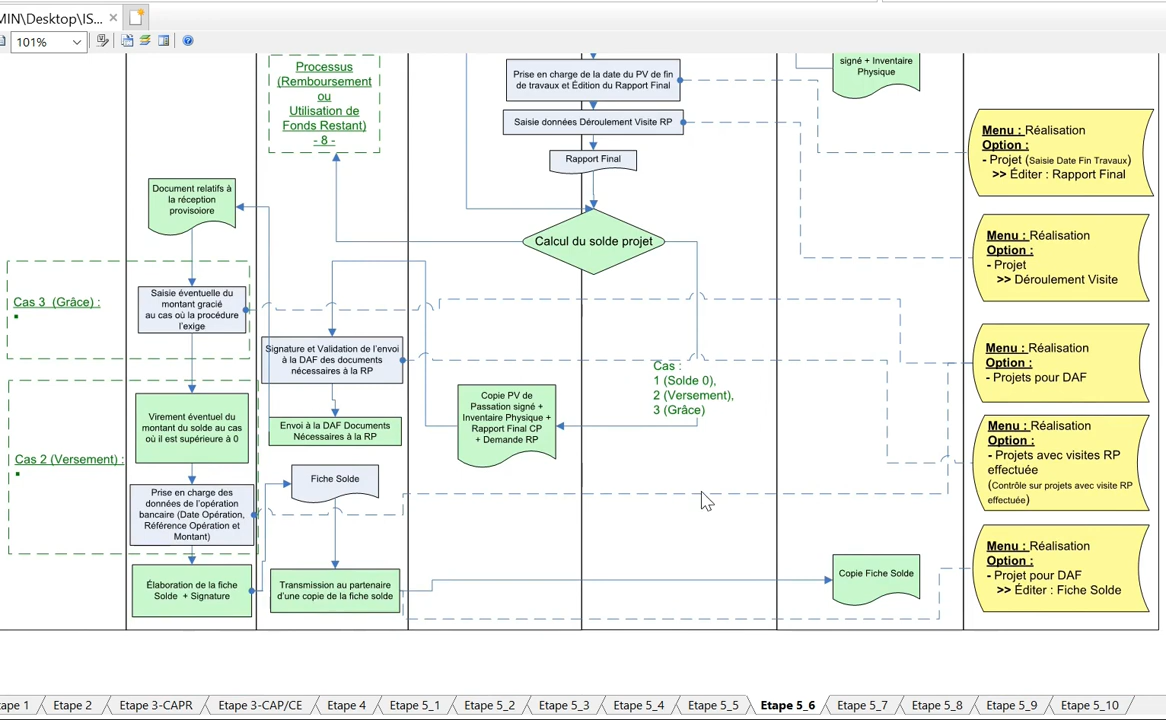 MIN\Desktop\IS...
101%
Processus
(Remboursement
ou
Utilisation de
Fonds Restant)
- 8 -
Prise en charge de la date du PV de fin
de travaux et Édition du Rapport Final
Saisie données Déroulement Visite RP
Rapport Final
signé + Inventaire
Physique
Menu : Réalisation
Option :
- Projet (Saisie Date Fin Travaux)
>> Éditer : Rapport Final
Document relatifs à
la réception
provisoiore
Calcul du solde projet
Menu : Réalisation
Option :
- Projet
>> Déroulement Visite
Cas 3 (Grâce) :
Saisie éventuelle du
montant gracié
au cas où la procédure
l'exige
Signature et Validation de l'envoi
à la DAF des documents
nécessaires à la RP
Cas :
1 (Solde 0),
2 (Versement),
3 (Grâce)
Menu : Réalisation
Option :
- Projets pour DAF
Virement éventuel du
montant du solde au cas
où il est supérieure à 0
Envoi à la DAF Documents
Nécessaires à la RP
Copie PV de
Passation signé +
Inventaire Physique +
Rapport Final CP
+ Demande RP
Menu : Réalisation
Option :
- Projets avec visites RP
effectuée
(Contrôle sur projets avec visite RP
effectuée)
Cas 2 (Versement) :
Prise en charge des
données de l'opération
bancaire (Date Opération,
Référence Opération et
Montant)
Fiche Solde
Élaboration de la fiche
Solde + Signature
Transmission au partenaire
d'une copie de la fiche solde
Copie Fiche Solde
Menu : Réalisation
Option :
- Projet pour DAF
>> Éditer : Fiche Solde
ape 1
Etape 2
Etape 3-CAPR
Etape 3-CAP/CE
Etape 4
Etape 5_1
Etape 5_2
Etape 5_3
Etape 5_4
Etape 5_5
Etape 5_6
Etape 5_7
Etape 5_8
Etape 5_9
Etape 5_10